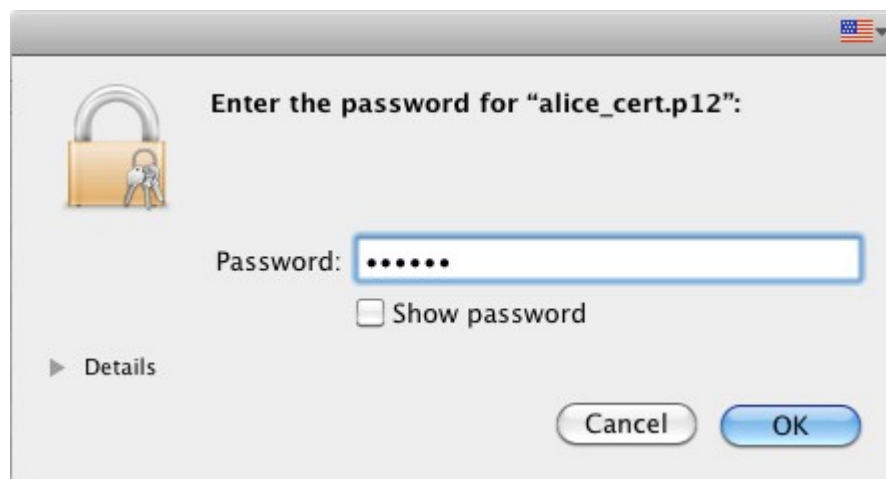 Enter the password for “alice_cert.p12”:
Password: ••••••
Show password
Details
Cancel OK